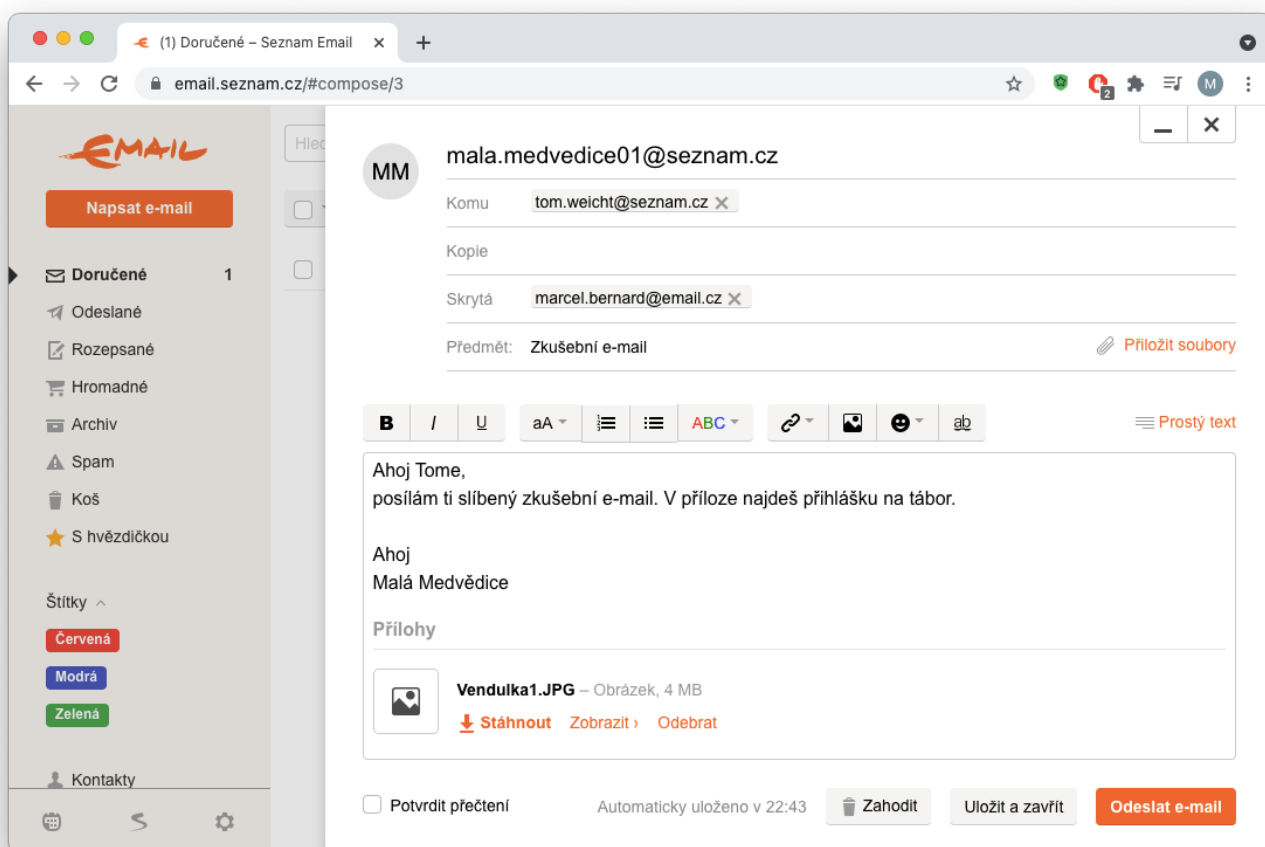 (1) Doručené – Seznam Email
email.seznam.cz/#compose/3
2
M
EMAIL
Napsat e-mail
Doručené 1
Odeslané
Rozepsané
Hromadné
Archiv
Spam
Koš
S hvězdičkou
Štítky
Červená
Modrá
Zelená
Kontakty
Hled
MM
mala.medvedice01@seznam.cz
Komu tom.weicht@seznam.cz
Kopie
Skrytá marcel.bernard@email.cz
Předmět: Zkušební e-mail Přiložit soubory
B I U aA ABC ab Prostý text
Ahoj Tome,
posílám ti slíbený zkušební e-mail. V příloze najdeš přihlášku na tábor.
Ahoj
Malá Medvědice
Přílohy
Vendulka1.JPG – Obrázek, 4 MB
Stáhnout Zobrazit › Odebrat
Potvrdit přečtení Automaticky uloženo v 22:43 Zahodit Uložit a zavřít Odeslat e-mail